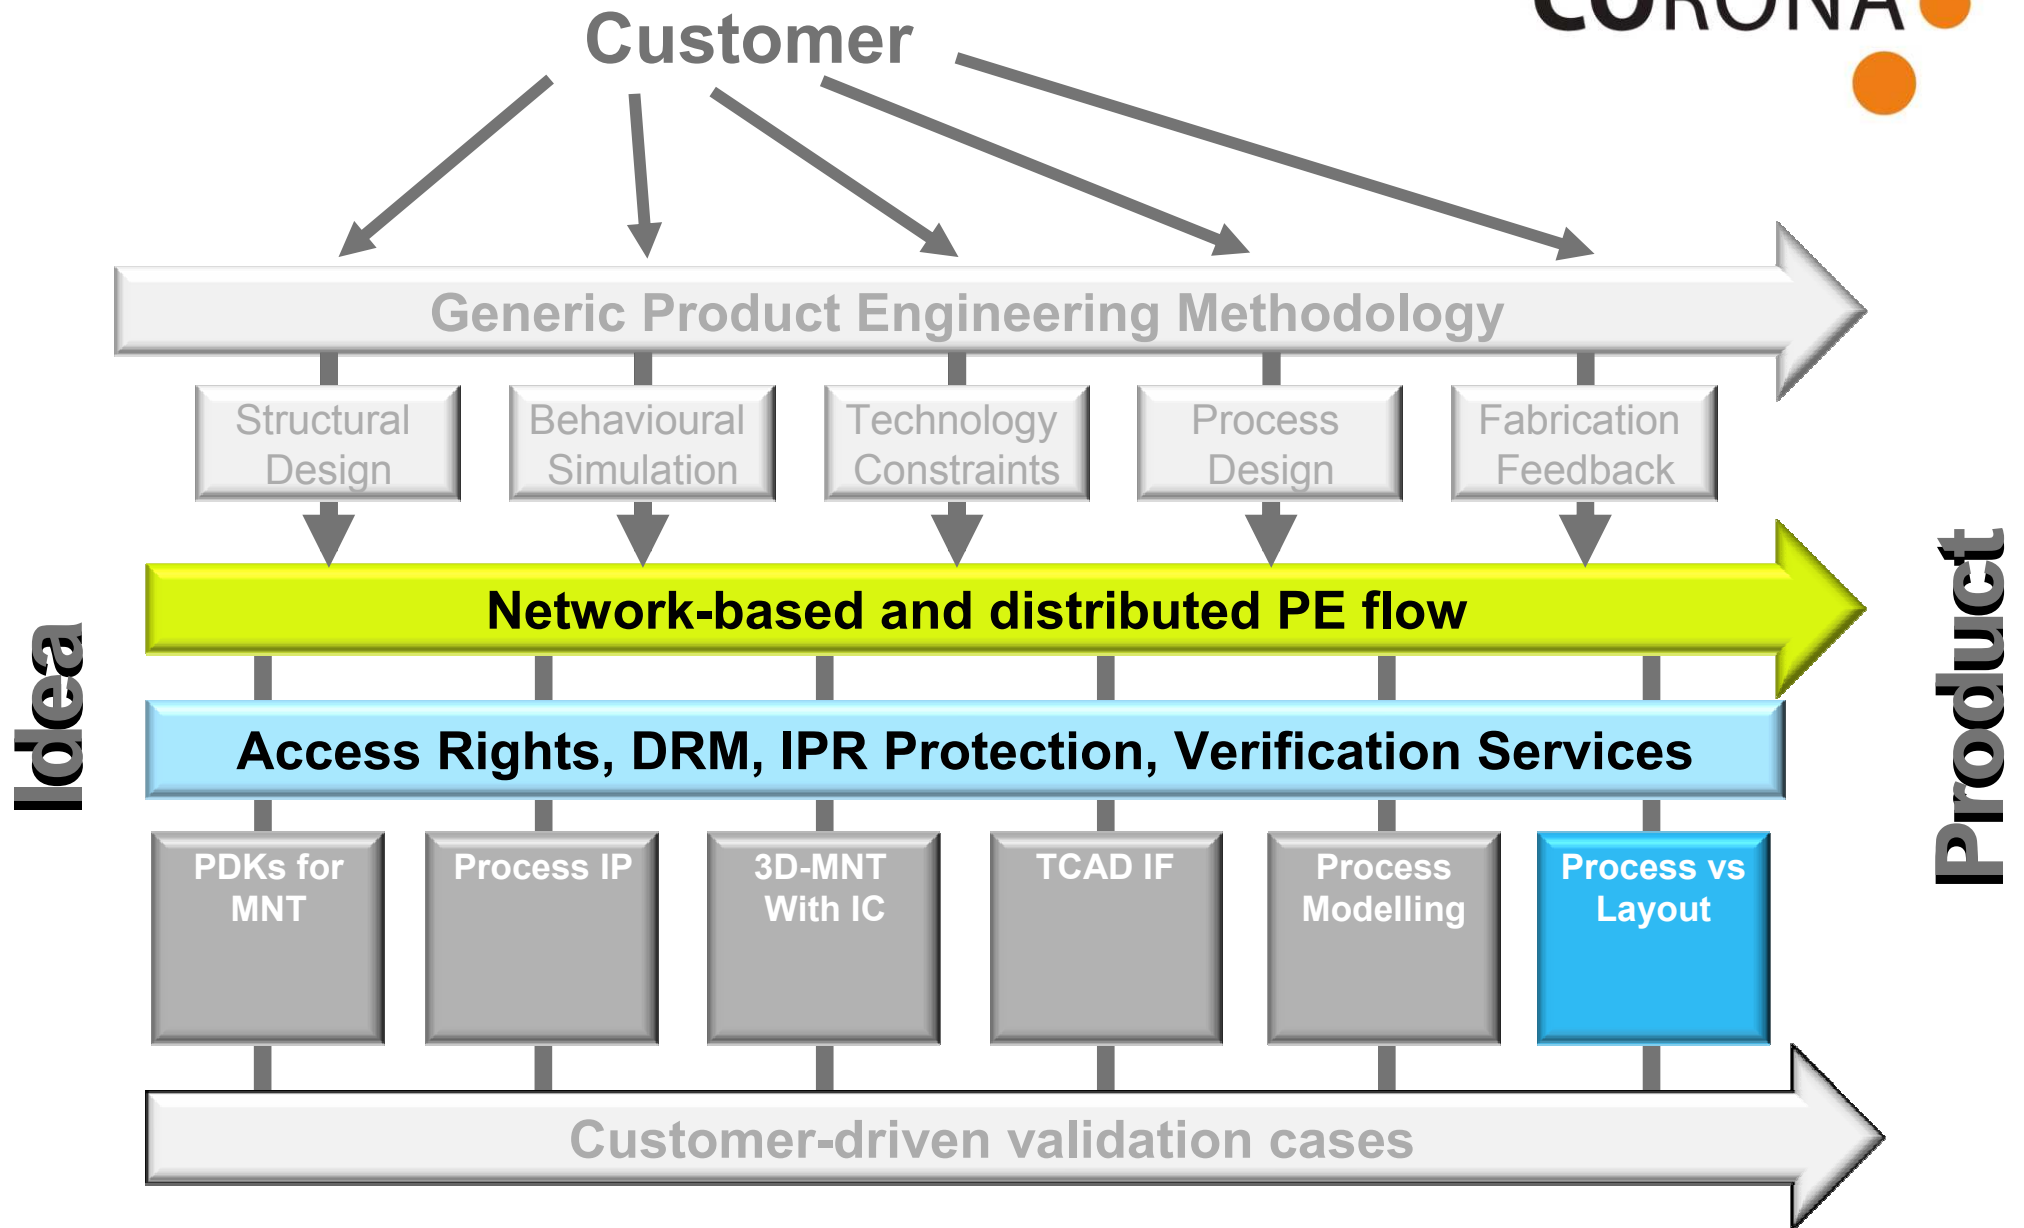 CORONA
Customer
Generic Product Engineering Methodology
Structural
Design
Behavioural
Simulation
Technology
Constraints
Process
Design
Fabrication
Feedback
Network-based and distributed PE flow
Idea
Product
Access Rights, DRM, IPR Protection, Verification Services
PDKs for
MNT
Process IP
3D-MNT
With IC
TCAD IF
Process
Modelling
Process vs
Layout
Customer-driven validation cases